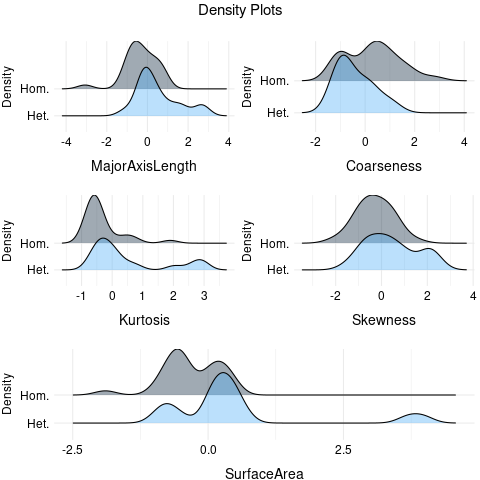 Density Plots
Density
Hom.
Het.
-4 -2 0 2 4
MajorAxisLength
Density
Hom.
Het.
-2 0 2 4
Coarseness
Density
Hom.
Het.
-1 0 1 2 3
Kurtosis
Density
Hom.
Het.
-2 0 2 4
Skewness
Density
Hom.
Het.
-2.5 0.0 2.5
SurfaceArea